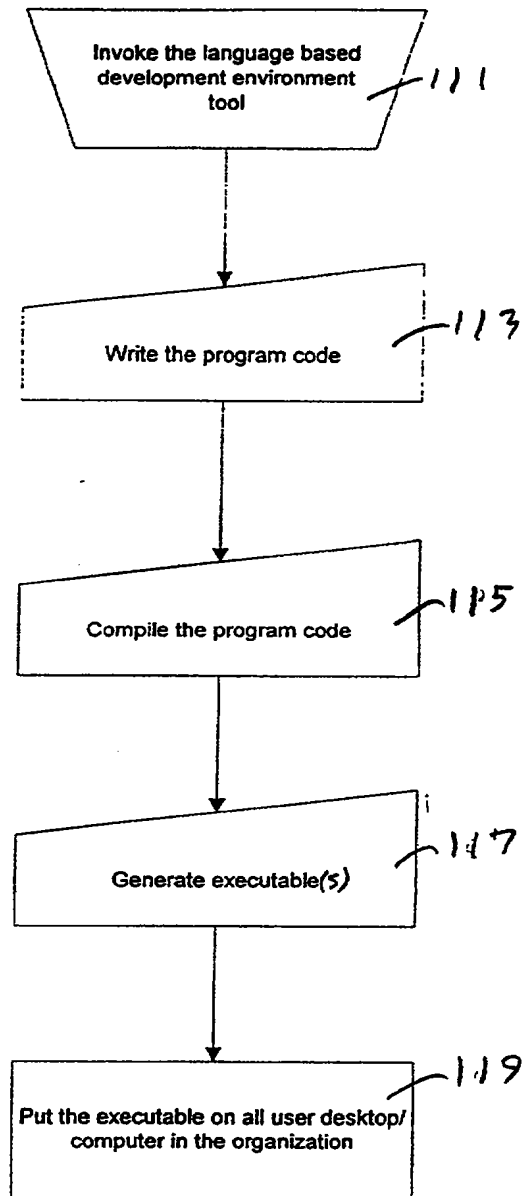 Invoke the language based
development environment
tool
111
Write the program code
113
Compile the program code
115
Generate executable(s)
117
Put the executable on all user desktop/
computer in the organization
119